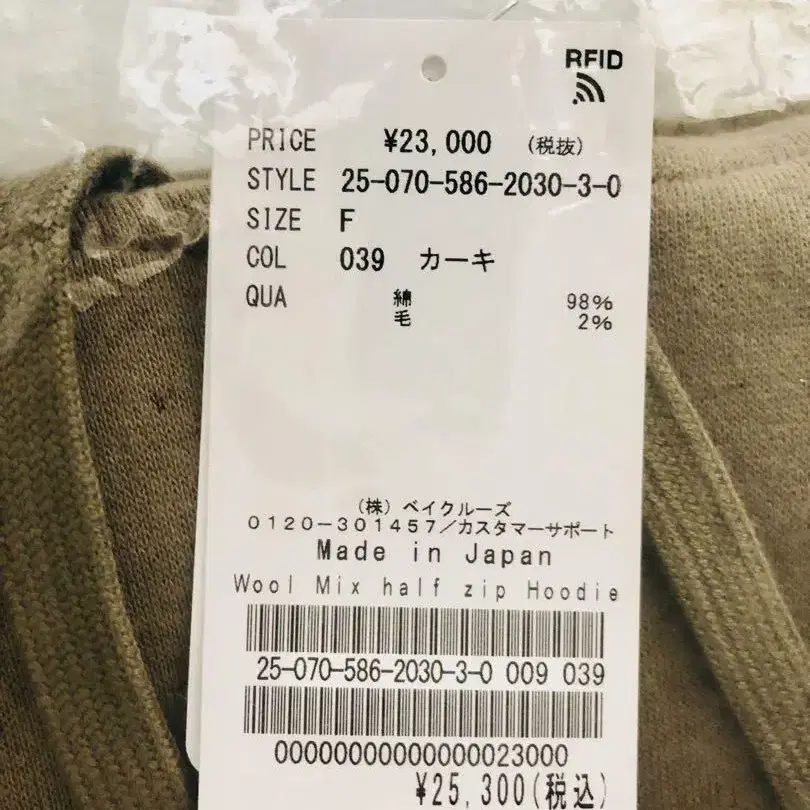 RFID
PRICE ¥23,000 (税抜)
STYLE 25-070-586-2030-3-0
SIZE F
COL 039 カーキ
QUA 綿 98%
毛 2%
(株)ベイクルーズ
0120-301457/カスタマーサポート
Made in Japan
Wool Mix half zip Hoodie
25-070-586-2030-3-0 009 039
00000000000000023000
¥25,300(税込)